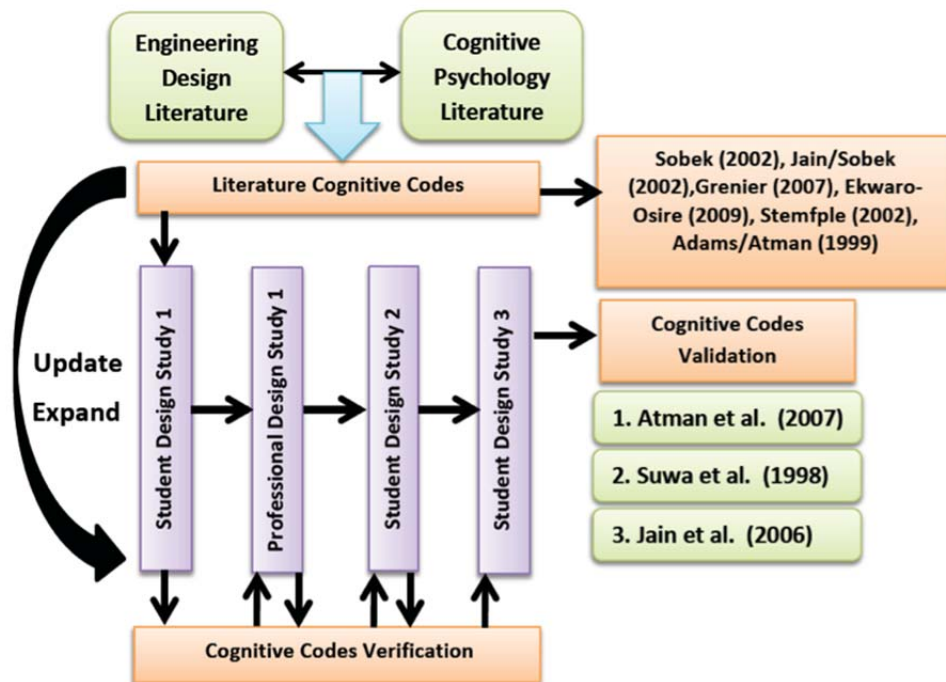 Engineering
Design
Literature
Cognitive
Psychology
Literature
Literature Cognitive Codes
Sobek (2002), Jain/Sobek
(2002),Grenier (2007), Ekwaro-
Osire (2009), Stemfple (2002),
Adams/Atman (1999)
Update
Expand
Student Design Study 1
Professional Design Study 1
Student Design Study 2
Student Design Study 3
Cognitive Codes
Validation
1. Atman et al. (2007)
2. Suwa et al. (1998)
3. Jain et al. (2006)
Cognitive Codes Verification